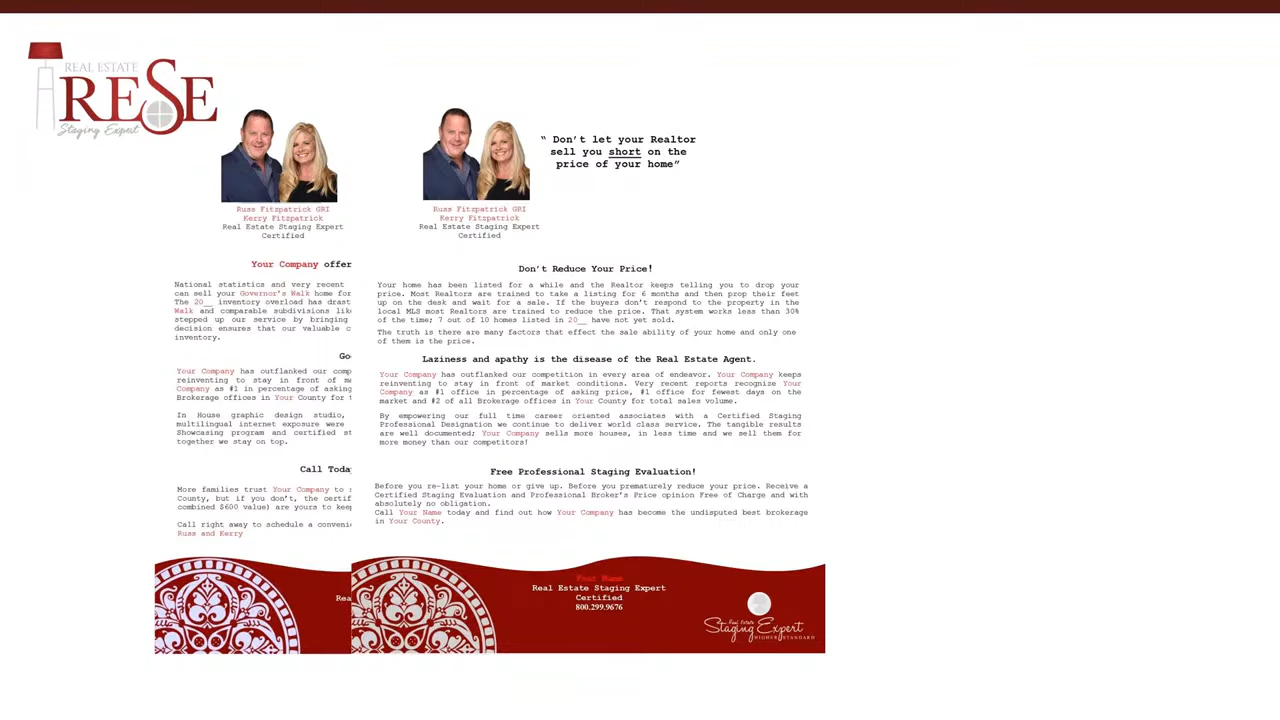 REAL ESTATE
RESE
Staging Expert
Russ Fitzpatrick GRI
Kerry Fitzpatrick
Real Estate Staging Expert
Certified
Your Company offer
National statistics and very recent
can sell your Governor's Walk home for
The 20__ inventory overload has drast
Walk and comparable subdivisions like
stepped up our service by bringing
decision ensures that our valuable c
inventory.
Go
Your Company has outflanked our comp
reinventing to stay in front of ma
Company as #1 in percentage of asking
Brokerage offices in Your County for t
In House graphic design studio,
multilingual internet exposure were
Showcasing program and certified st
together we stay on top.
Call Toda
More families trust Your Company to
County, but if you don't, the certif
combined $600 value) are yours to keep
Call right away to schedule a conveni
Russ and Kerry
Rea
Russ Fitzpatrick GRI
Kerry Fitzpatrick
Real Estate Staging Expert
Certified
" Don't let your Realtor
sell you short on the
price of your home"
Don't Reduce Your Price!
Your home has been listed for a while and the Realtor keeps telling you to drop your
price. Most Realtors are trained to take a listing for 6 months and then prop their feet
up on the desk and wait for a sale. If the buyers don't respond to the property in the
local MLS most Realtors are trained to reduce the price. That system works less than 30%
of the time; 7 out of 10 homes listed in 20__ have not yet sold.
The truth is there are many factors that effect the sale ability of your home and only one
of them is the price.
Laziness and apathy is the disease of the Real Estate Agent.
Your Company has outflanked our competition in every area of endeavor. Your Company keeps
reinventing to stay in front of market conditions. Very recent reports recognize Your
Company as #1 office in percentage of asking price, #1 office for fewest days on the
market and #2 of all Brokerage offices in Your County for total sales volume.
By empowering our full time career oriented associates with a Certified Staging
Professional Designation we continue to deliver world class service. The tangible results
are well documented; Your Company sells more houses, in less time and we sell them for
more money than our competitors!
Free Professional Staging Evaluation!
Before you re-list your home or give up. Before you prematurely reduce your price. Receive a
Certified Staging Evaluation and Professional Broker's Price opinion Free of Charge and with
absolutely no obligation.
Call Your Name today and find out how Your Company has become the undisputed best brokerage
in Your County.
Your Name
Real Estate Staging Expert
Certified
800.299.9676
Real Estate
Staging Expert
HIGHER STANDARD